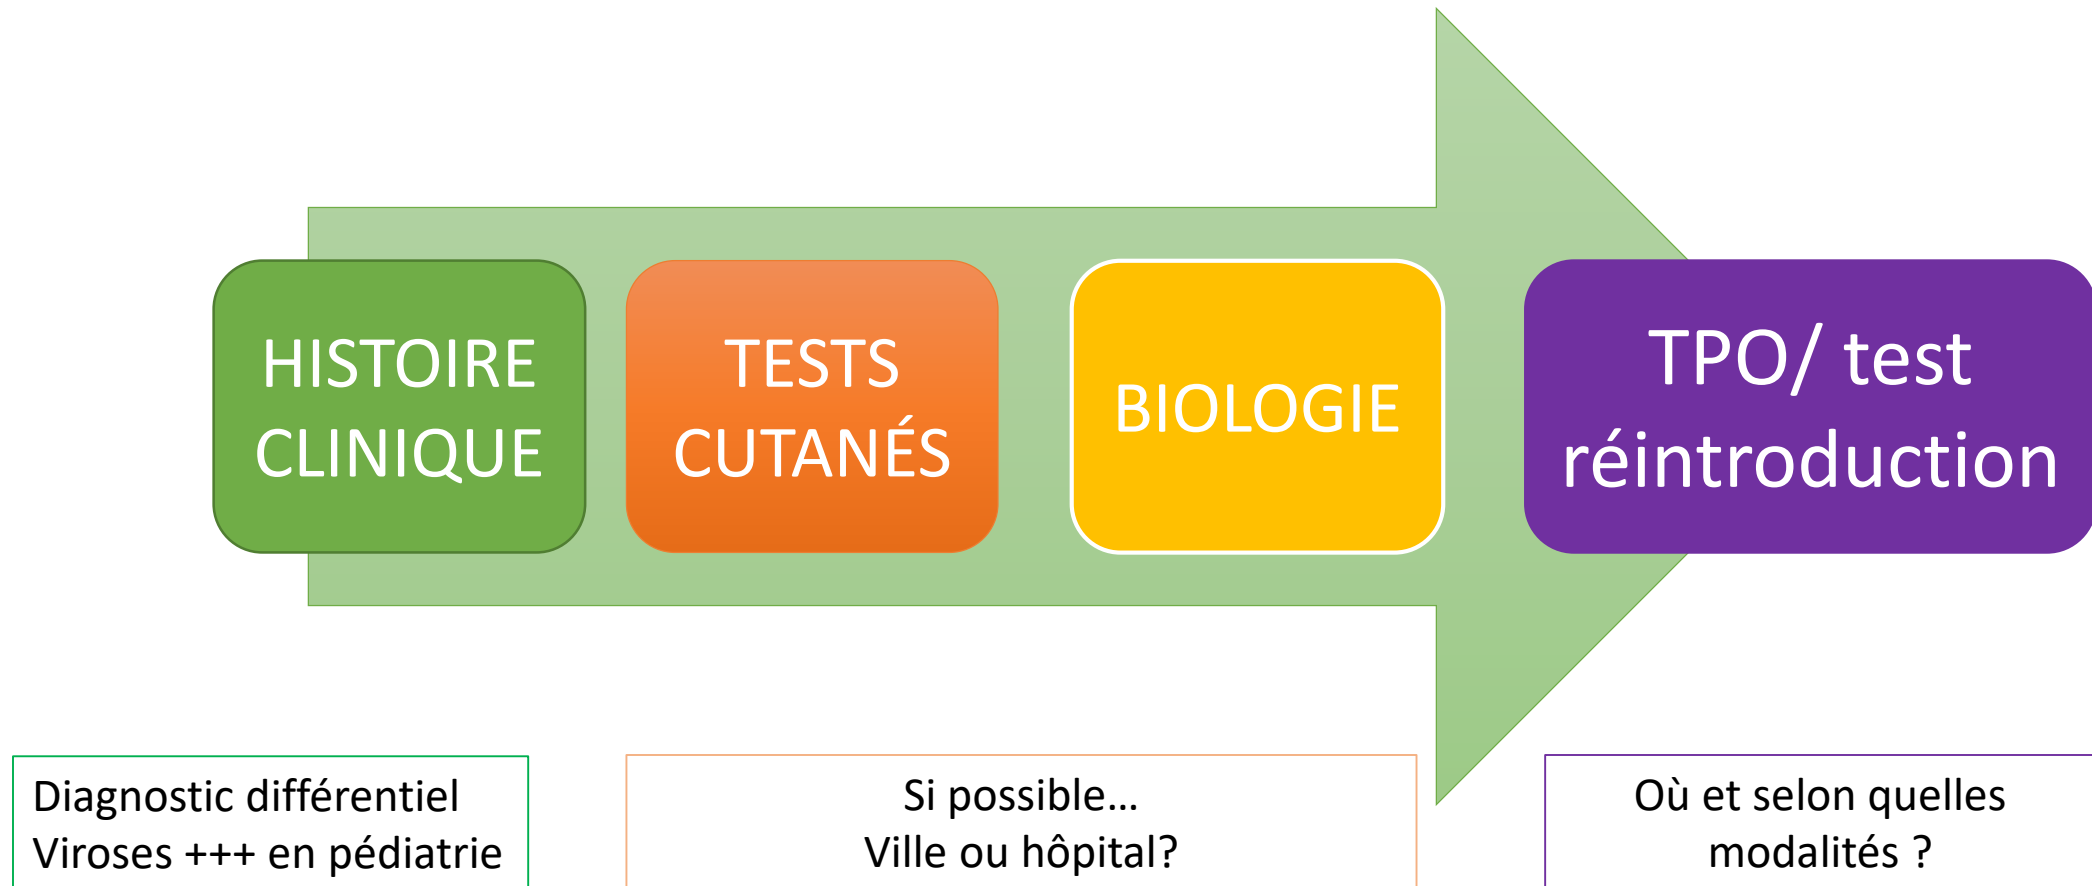 HISTOIRE
CLINIQUE
TESTS
CUTANÉS
BIOLOGIE
TPO/ test
réintroduction
Diagnostic différentiel
Viroses +++ en pédiatrie
Si possible…
Ville ou hôpital?
Où et selon quelles
modalités ?